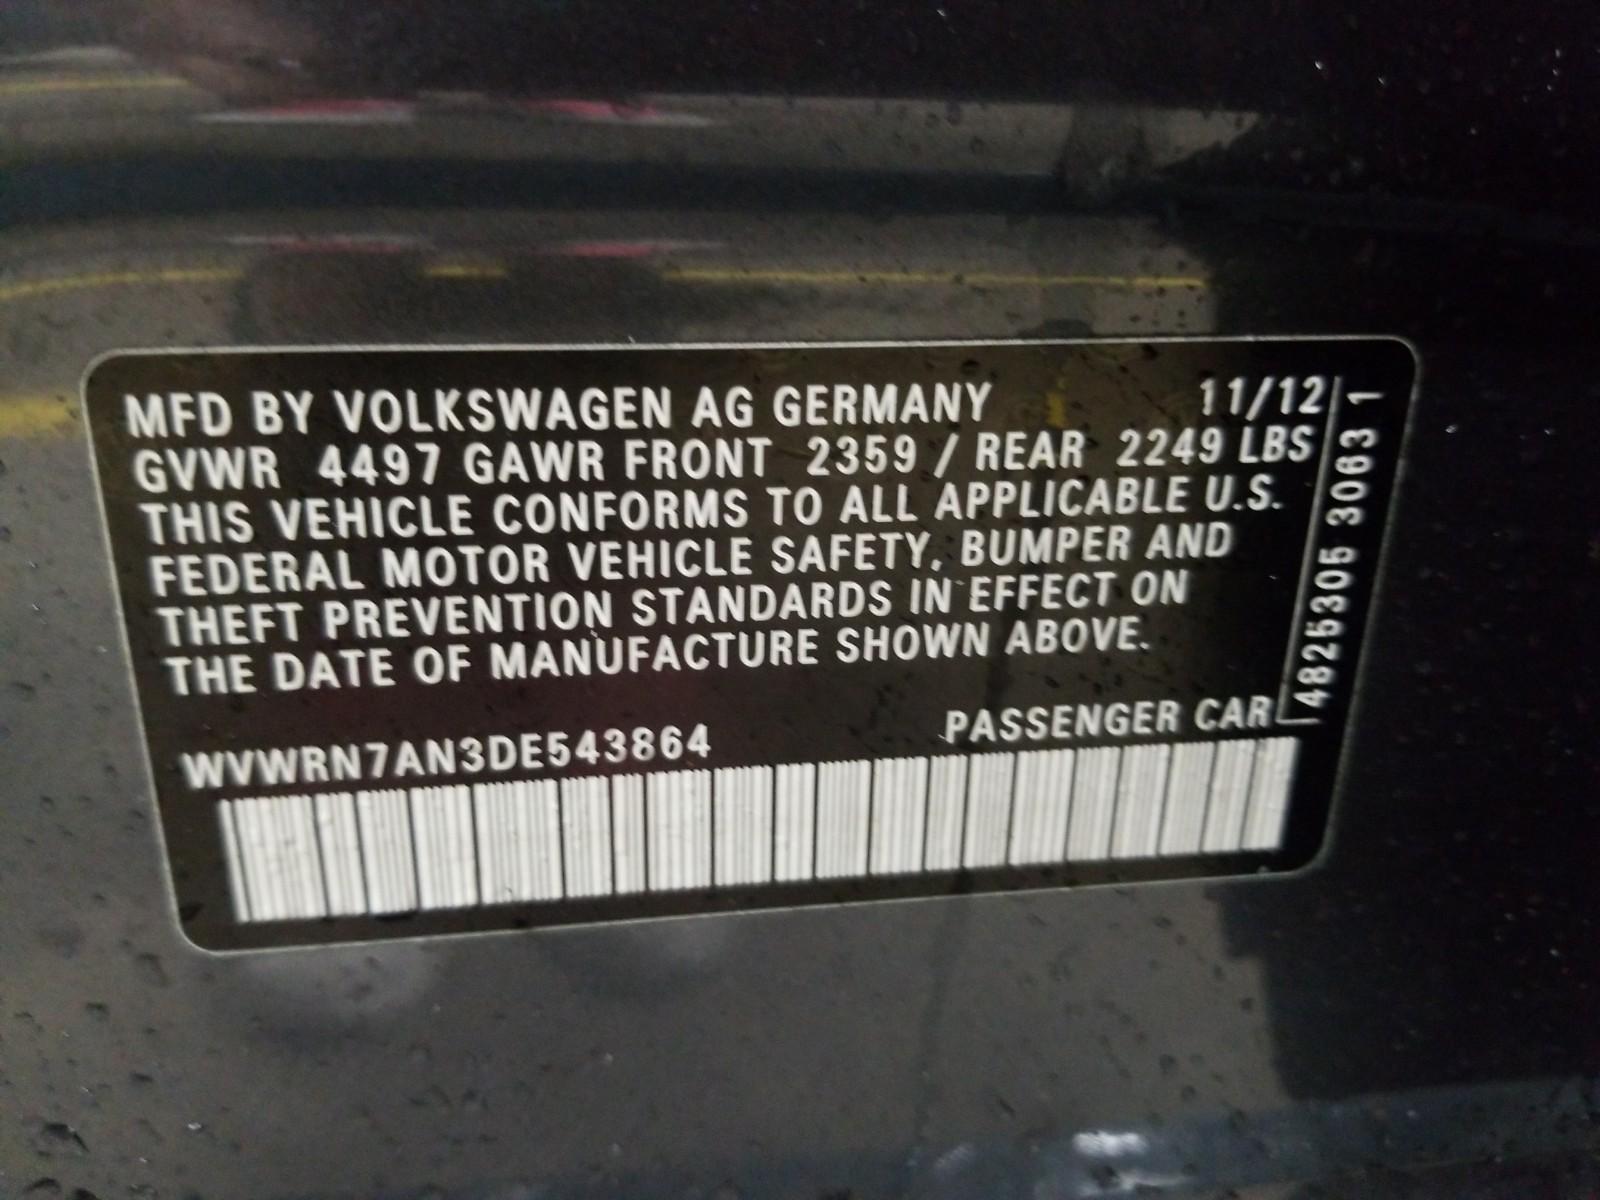 MFD BY VOLKSWAGEN AG GERMANY 11/12
GVWR 4497 GAWR FRONT 2359 / REAR 2249 LBS
THIS VEHICLE CONFORMS TO ALL APPLICABLE U.S.
FEDERAL MOTOR VEHICLE SAFETY, BUMPER AND
THEFT PREVENTION STANDARDS IN EFFECT ON
THE DATE OF MANUFACTURE SHOWN ABOVE.
WVWRN7AN3DE543864 PASSENGER CAR
4825305 3063 1